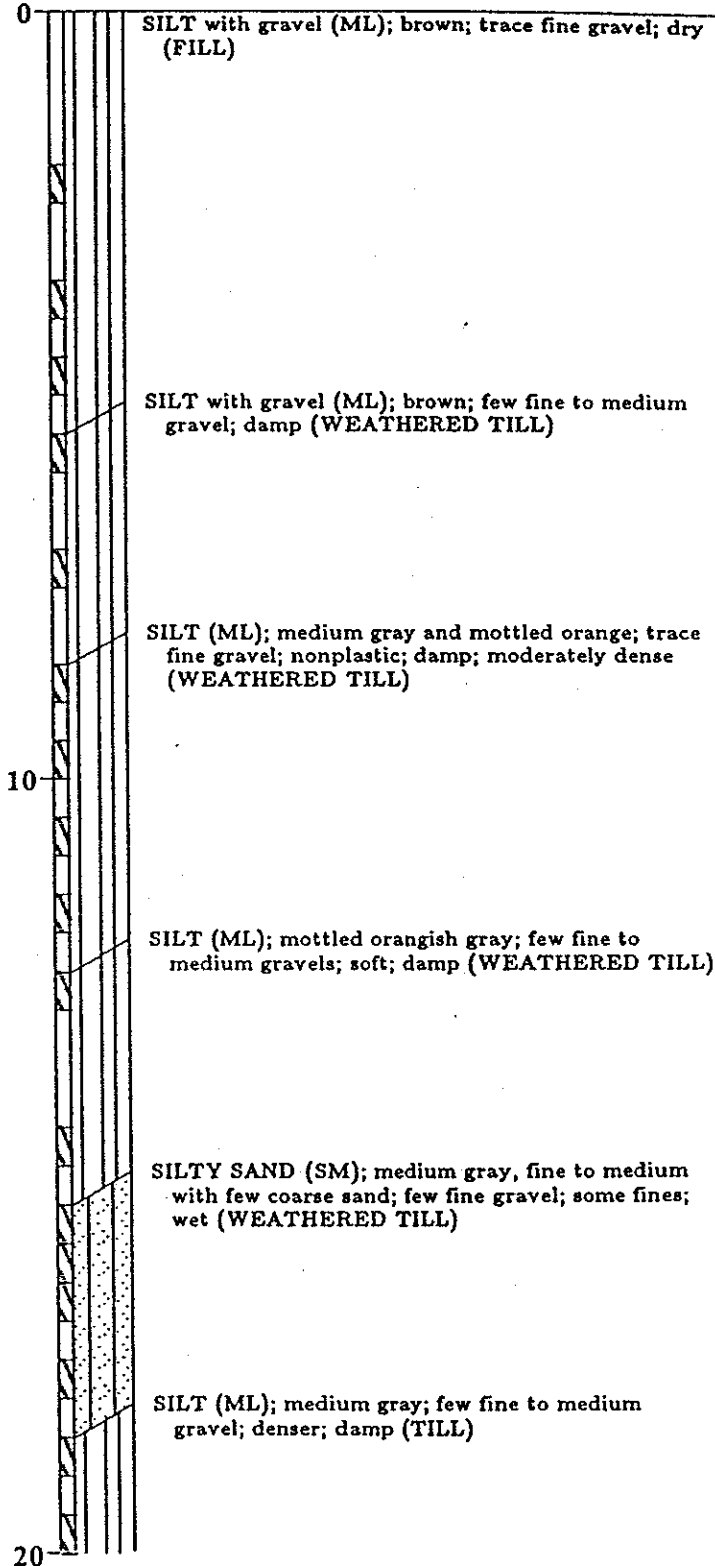 0
SILT with gravel (ML); brown; trace fine gravel; dry
(FILL)
SILT with gravel (ML); brown; few fine to medium
gravel; damp (WEATHERED TILL)
SILT (ML); medium gray and mottled orange; trace
fine gravel; nonplastic; damp; moderately dense
(WEATHERED TILL)
10
SILT (ML); mottled orangish gray; few fine to
medium gravels; soft; damp (WEATHERED TILL)
SILTY SAND (SM); medium gray, fine to medium
with few coarse sand; few fine gravel; some fines;
wet (WEATHERED TILL)
SILT (ML); medium gray; few fine to medium
gravel; denser; damp (TILL)
20